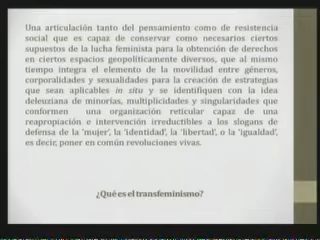 Una articulación tanto del pensamiento como de resistencia
social que es capaz de conservar como necesarios ciertos
supuestos de la lucha feminista para la obtención de derechos
en ciertos espacios geopolíticamente diversos, que al mismo
tiempo integra el elemento de la movilidad entre géneros,
corporalidades y sexualidades para la creación de estrategias
que sean aplicables in situ y se identifiquen con la idea
deleuziana de minorías, multiplicidades y singularidades que
conformen una organización reticular capaz de una
reapropiación e intervención irreductibles a los slogans de
defensa de la 'mujer', la 'identidad', la 'libertad', o la 'igualdad',
es decir, poner en común revoluciones vivas.
¿Qué es el transfeminismo?